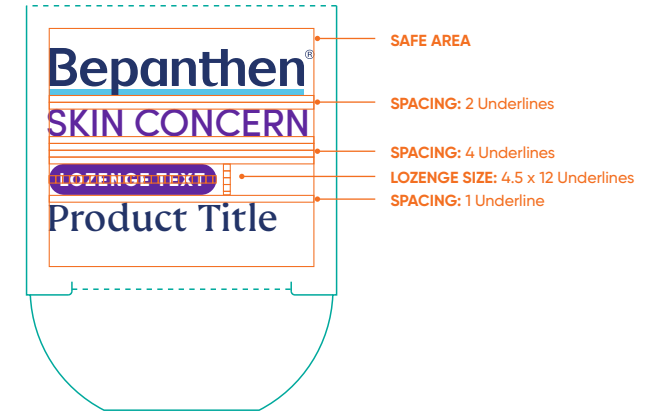 Bepanthen®
SAFE AREA
SPACING: 2 Underlines
SKIN CONCERN
SPACING: 4 Underlines
LOZENGE TEXT
LOZENGE SIZE: 4.5 x 12 Underlines
SPACING: 1 Underline
Product Title